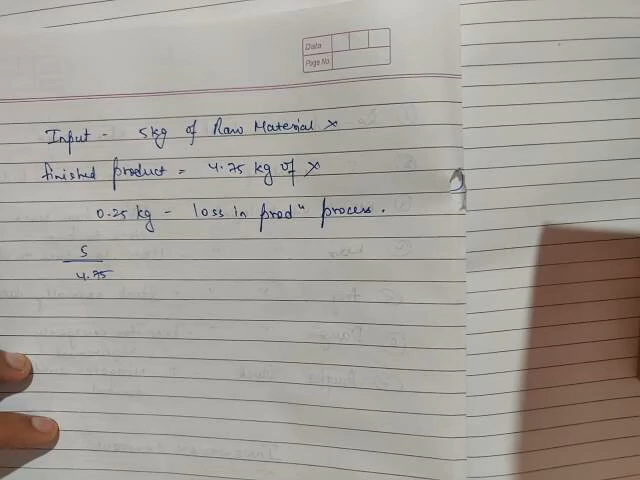 Date
Page No.
Input - 5kg of Raw Material X
finished product = 4.75 kg of X
0.25 kg - loss in prodⁿ process.
5
4.75